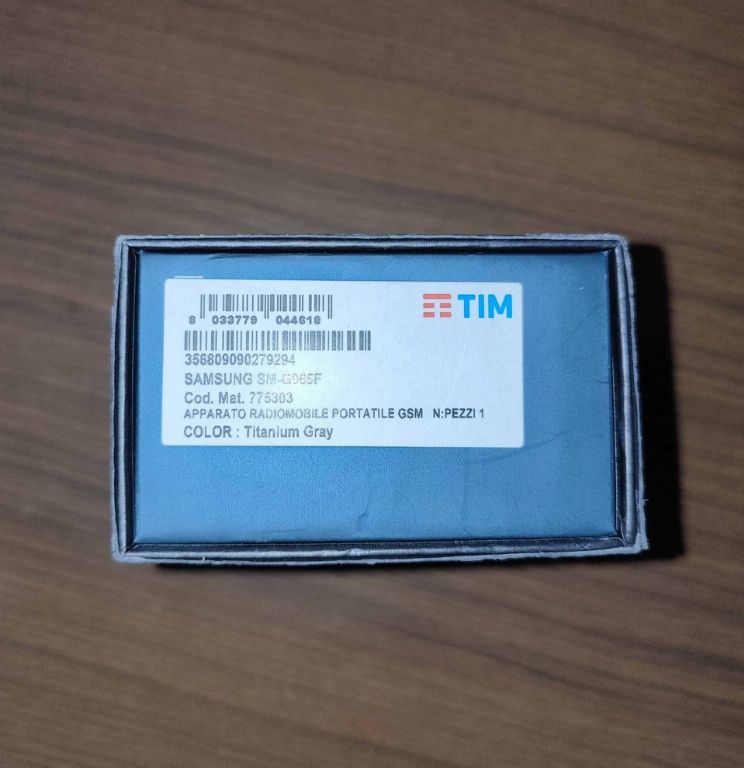 TIM
8 033779 044618
356809090279294
SAMSUNG SM-G965F
Cod. Mat. 775303
APPARATO RADIOMOBILE PORTATILE GSM N:PEZZI 1
COLOR : Titanium Gray